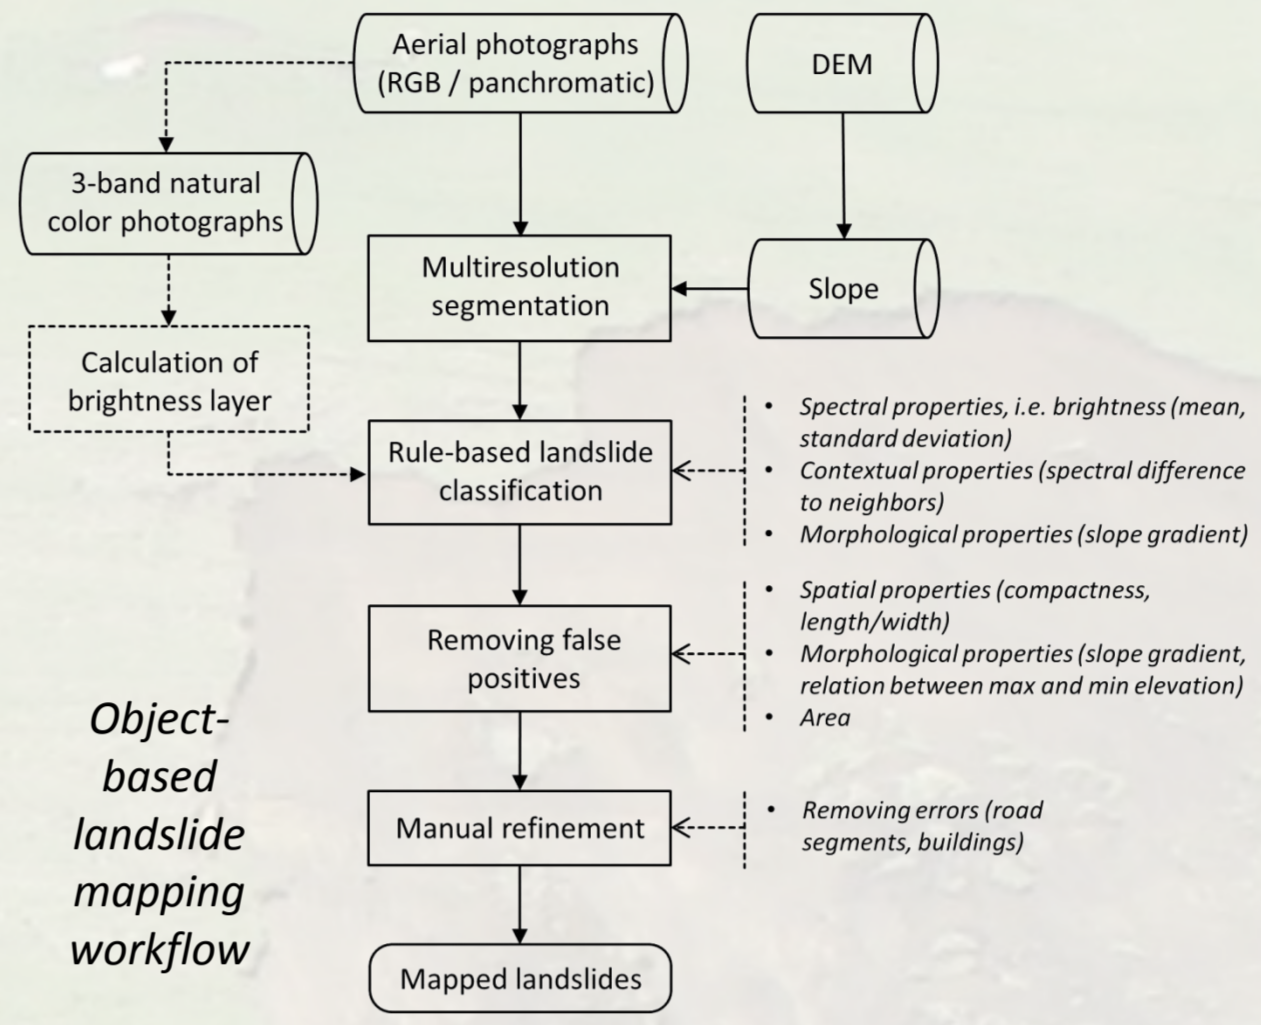 Aerial photographs
(RGB / panchromatic)
DEM
3-band natural
color photographs
Multiresolution
segmentation
Slope
Calculation of
brightness layer
Rule-based landslide
classification
• Spectral properties, i.e. brightness (mean,
standard deviation)
• Contextual properties (spectral difference
to neighbors)
• Morphological properties (slope gradient)
Removing false
positives
• Spatial properties (compactness,
length/width)
• Morphological properties (slope gradient,
relation between max and min elevation)
• Area
Manual refinement
• Removing errors (road
segments, buildings)
Mapped landslides
Object-
based
landslide
mapping
workflow